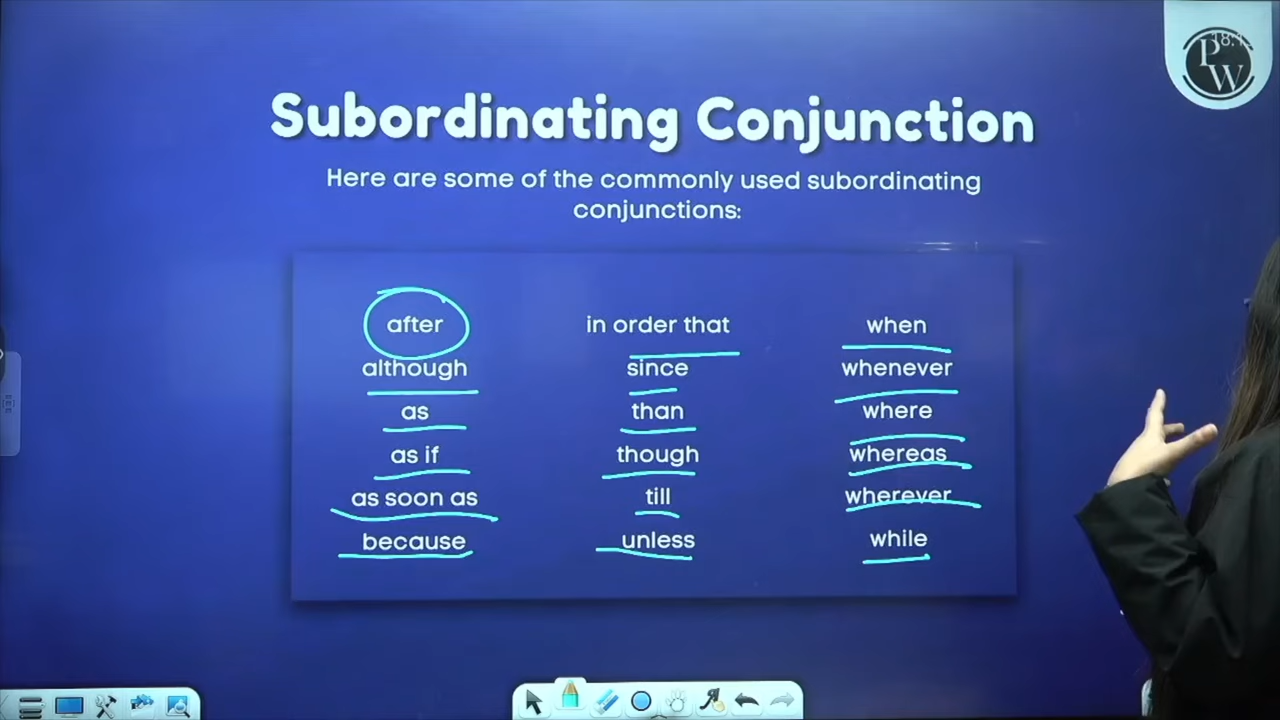 PW
Subordinating Conjunction
Here are some of the commonly used subordinating
conjunctions:
after in order that when
although since whenever
as than where
as if though whereas
as soon as till wherever
because unless while